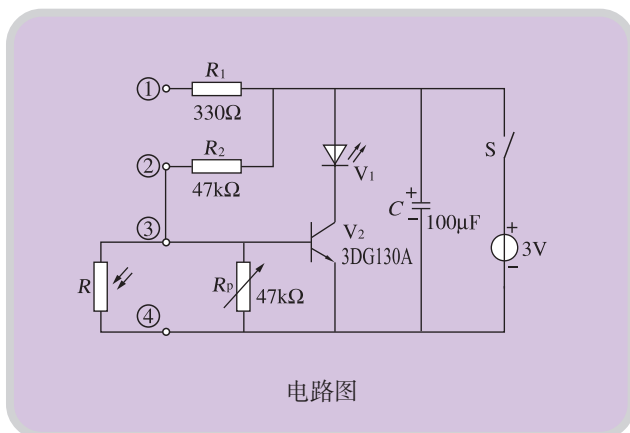 ① R₁
330Ω
② R₂
47kΩ
V₁
S
③ C + - 100μF
V₂
3DG130A
+ 3V -
R
Rp 47kΩ
④
电路图